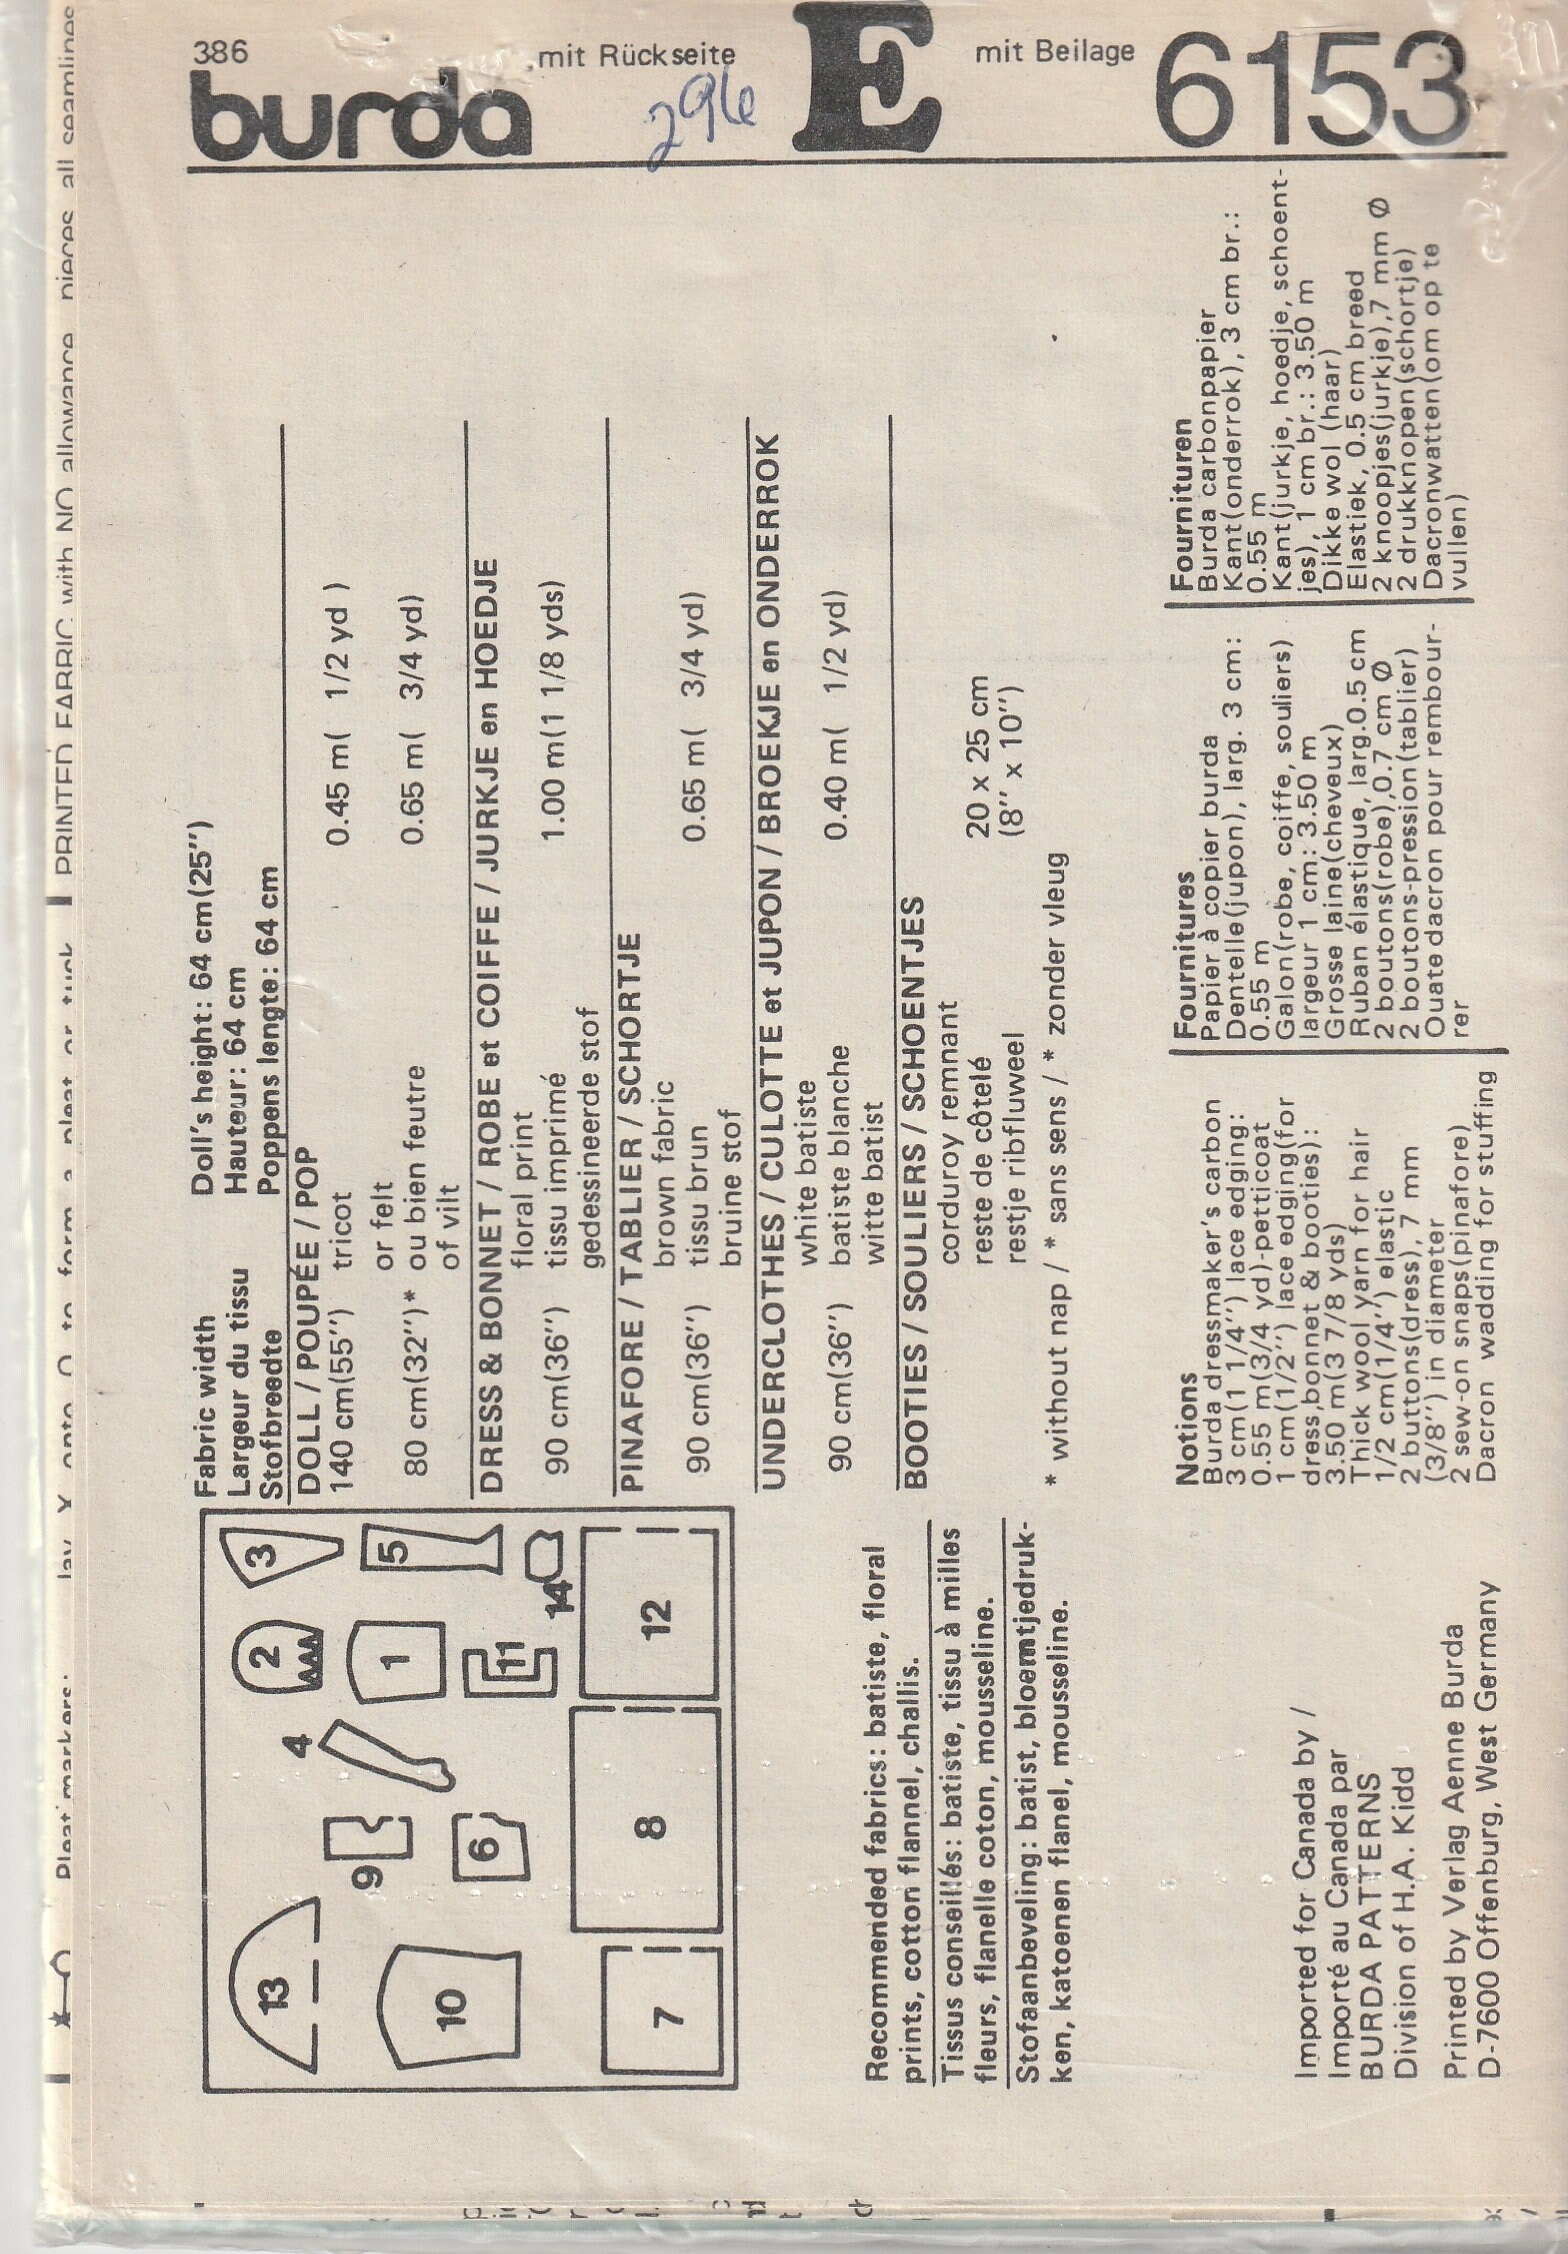 386
mit Rückseite
E
mit Beilage
6153
burda
296
PRINTED FABRIC with NO allowance
pieces all seamlines
Pleat markers:
lay X onto O to form a pleat or tuck
3
2
4
9
13
5
1
6
10
14
11
12
8
7
Fabric width
Largeur du tissu
Stofbreedte
Doll's height: 64 cm(25'')
Hauteur: 64 cm
Poppens lengte: 64 cm
DOLL / POUPÉE / POP
140 cm(55'') tricot 0.45 m( 1/2 yd )
or felt
80 cm(32'')* ou bien feutre 0.65 m( 3/4 yd)
of vilt
DRESS & BONNET / ROBE et COIFFE / JURKJE en HOEDJE
floral print
90 cm(36'') tissu imprimé 1.00 m(1 1/8 yds)
gedessineerde stof
PINAFORE / TABLIER / SCHORTJE
brown fabric
90 cm(36'') tissu brun 0.65 m( 3/4 yd)
bruine stof
UNDERCLOTHES / CULOTTE et JUPON / BROEKJE en ONDERROK
white batiste
90 cm(36'') batiste blanche 0.40 m( 1/2 yd)
witte batist
BOOTIES / SOULIERS / SCHOENTJES
corduroy remnant
reste de côtelé 20 x 25 cm
restje ribfluweel (8'' x 10'')
* without nap / * sans sens / * zonder vleug
Recommended fabrics: batiste, floral
prints, cotton flannel, challis.
Tissus conseillés: batiste, tissu à milles
fleurs, flanelle coton, mousseline.
Stofaanbeveling: batist, bloemtjedruk-
ken, katoenen flanel, mousseline.
Notions
Burda dressmaker's carbon
3 cm(1 1/4'') lace edging:
0.55 m(3/4 yd)-petticoat
1 cm(1/2'') lace edging(for
dress,bonnet & booties):
3.50 m(3 7/8 yds)
Thick wool yarn for hair
1/2 cm(1/4'') elastic
2 buttons(dress), 7 mm
(3/8'') in diameter
2 sew-on snaps(pinafore)
Dacron wadding for stuffing
Fournitures
Papier à copier burda
Dentelle(jupon), larg. 3 cm:
0.55 m
Galon(robe, coiffe, souliers)
largeur 1 cm: 3.50 m
Grosse laine(cheveux)
Ruban élastique, larg.0.5 cm
2 boutons(robe),0.7 cm Ø
2 boutons-pression(tablier)
Ouate dacron pour rembour-
rer
Fournituren
Burda carbonpapier
Kant(onderrok), 3 cm br.:
0.55 m
Kant(jurkje, hoedje, schoent-
jes), 1 cm br.: 3.50 m
Dikke wol (haar)
Elastiek, 0.5 cm breed
2 knoopjes(jurkje),7 mm Ø
2 drukknopen(schortje)
Dacronwatten(om op te
vullen)
Imported for Canada by /
Importé au Canada par
BURDA PATTERNS
Division of H.A. Kidd
Printed by Verlag Aenne Burda
D-7600 Offenburg, West Germany